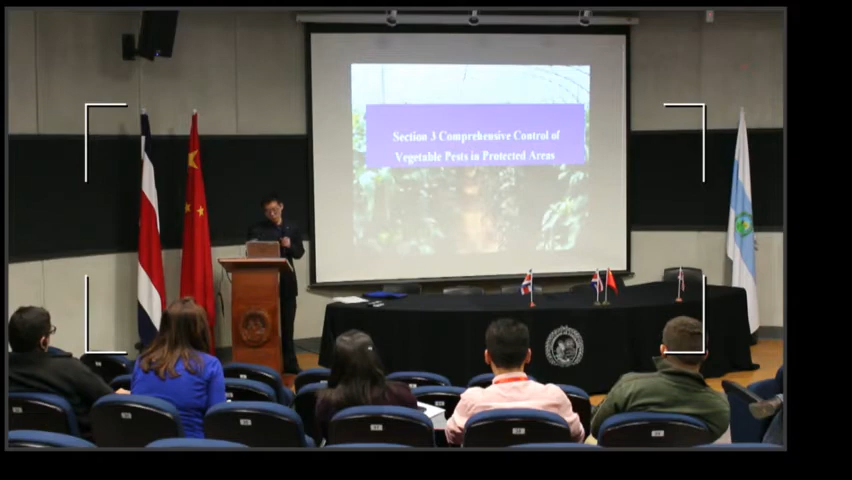 Section 3 Comprehensive Control of
Vegetable Pests in Protected Areas